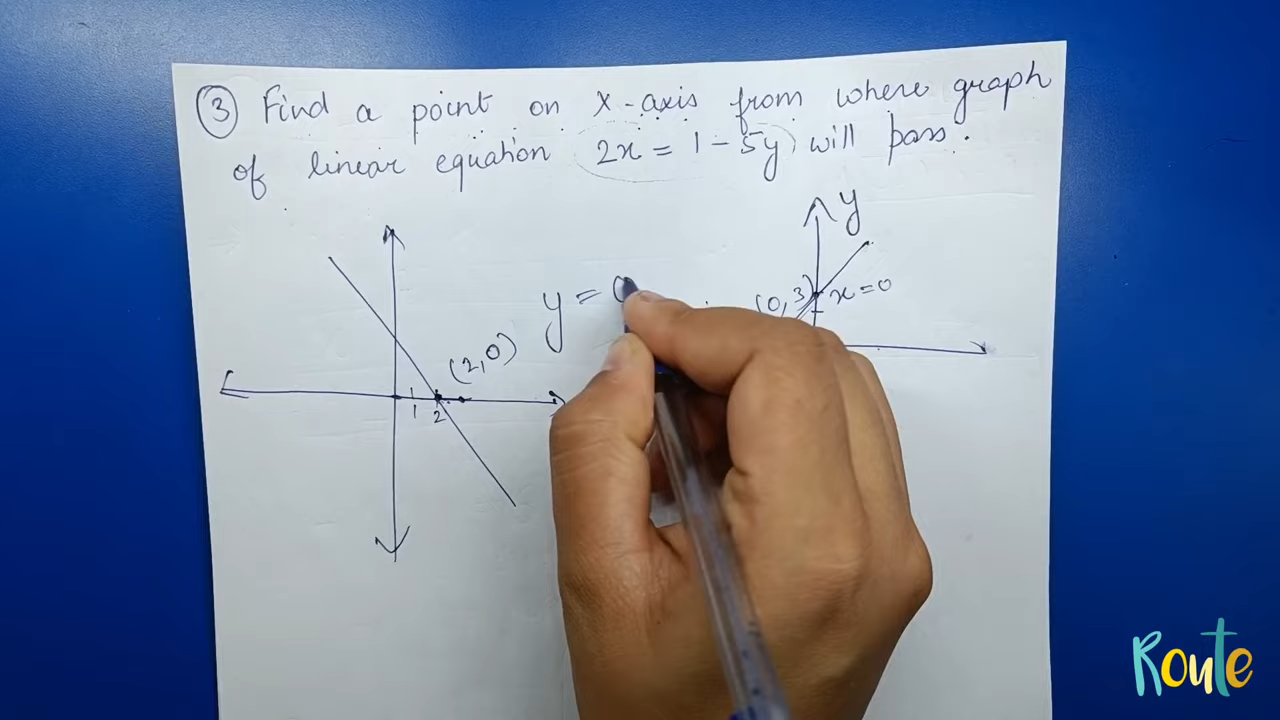 ③ Find a point on X-axis from where graph
of linear equation 2x = 1 - 5y will pass.
y
y = 0
(0,3)
x=0
(2,0)
1
2
Route